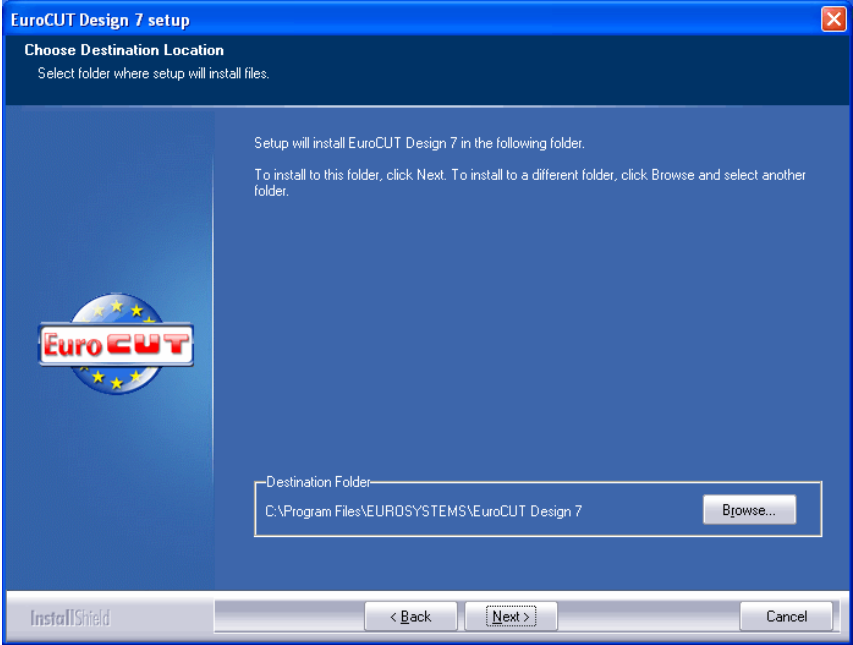 EuroCUT Design 7 setup
Choose Destination Location
Select folder where setup will install files.
Setup will install EuroCUT Design 7 in the following folder.
To install to this folder, click Next. To install to a different folder, click Browse and select another
folder.
Euro CUT
Destination Folder
C:\Program Files\EUROSYSTEMS\EuroCUT Design 7
Browse...
InstallShield
< Back
Next >
Cancel